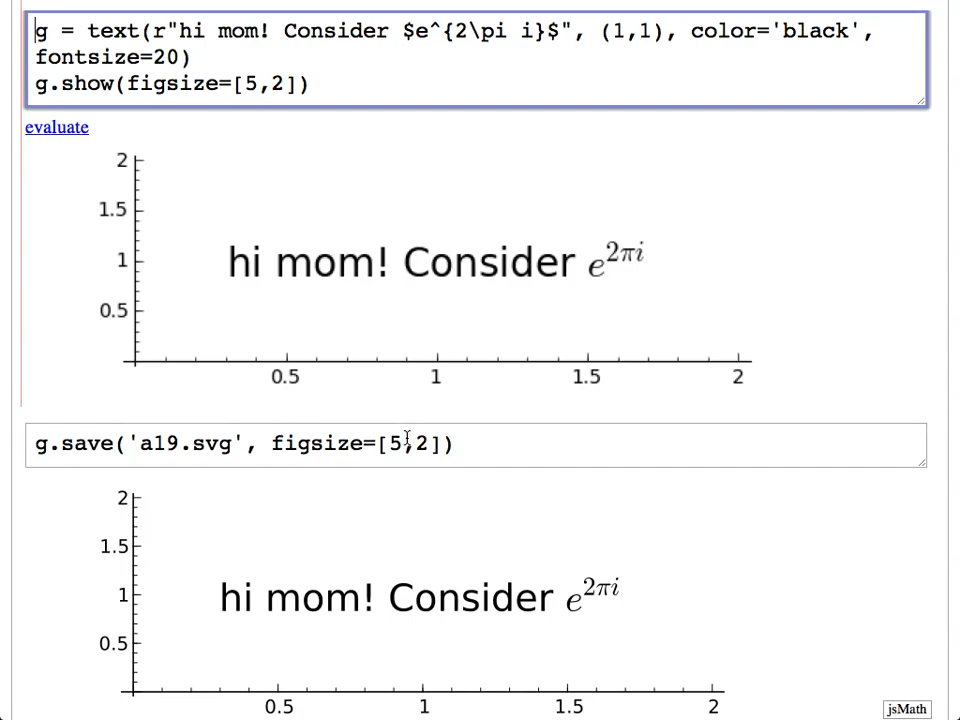 g = text(r"hi mom! Consider $e^{2\pi i}$", (1,1), color='black',
fontsize=20)
g.show(figsize=[5,2])
evaluate
2
1.5
1
0.5
hi mom! Consider e^{2πi}
0.5 1 1.5 2
g.save('a19.svg', figsize=[5,2])
2
1.5
1
0.5
hi mom! Consider e^{2πi}
0.5 1 1.5 2
jsMath